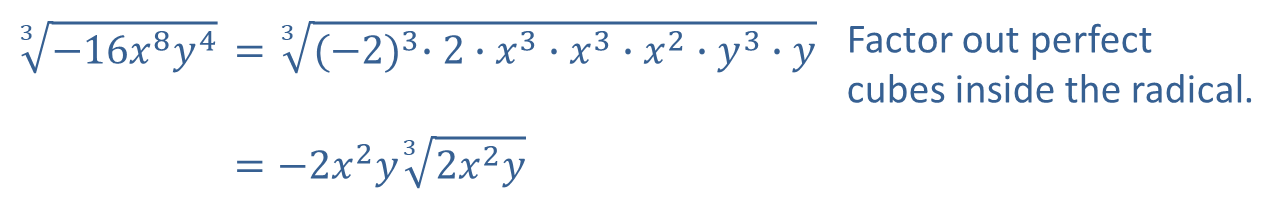 ∛(−16x⁸y⁴) = ∛((−2)³· 2 · x³ · x³ · x² · y³ · y) Factor out perfect
cubes inside the radical.
= −2x²y∛(2x²y)